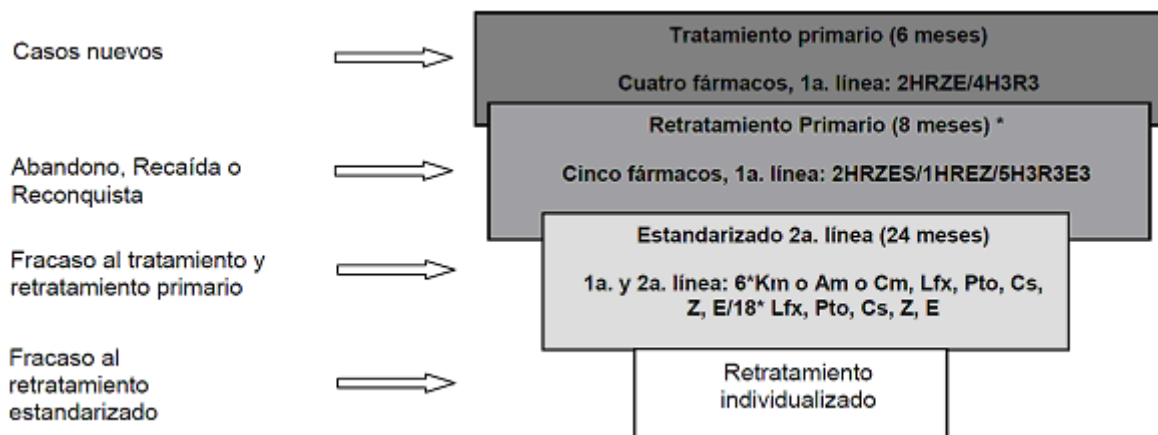 Casos nuevos
Tratamiento primario (6 meses)
Cuatro fármacos, 1a. línea: 2HRZE/4H3R3
Abandono, Recaída o
Reconquista
Retratamiento Primario (8 meses) *
Cinco fármacos, 1a. línea: 2HRZES/1HREZ/5H3R3E3
Fracaso al tratamiento y
retratamiento primario
Estandarizado 2a. línea (24 meses)
1a. y 2a. línea: 6*Km o Am o Cm, Lfx, Pto, Cs,
Z, E/18* Lfx, Pto, Cs, Z, E
Fracaso al
retratamiento
estandarizado
Retratamiento
individualizado